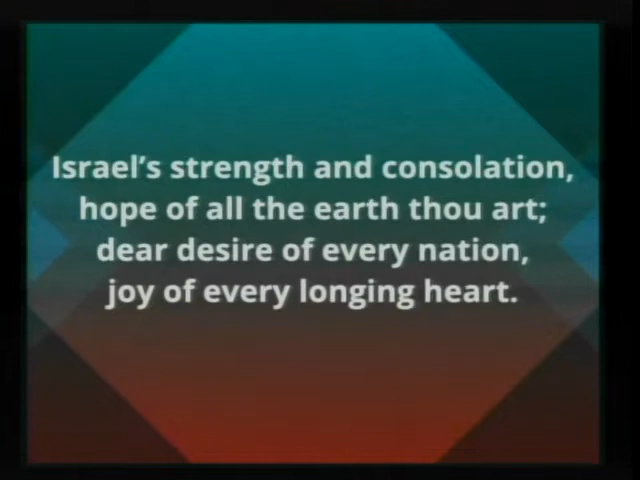 Israel’s strength and consolation,
hope of all the earth thou art;
dear desire of every nation,
joy of every longing heart.